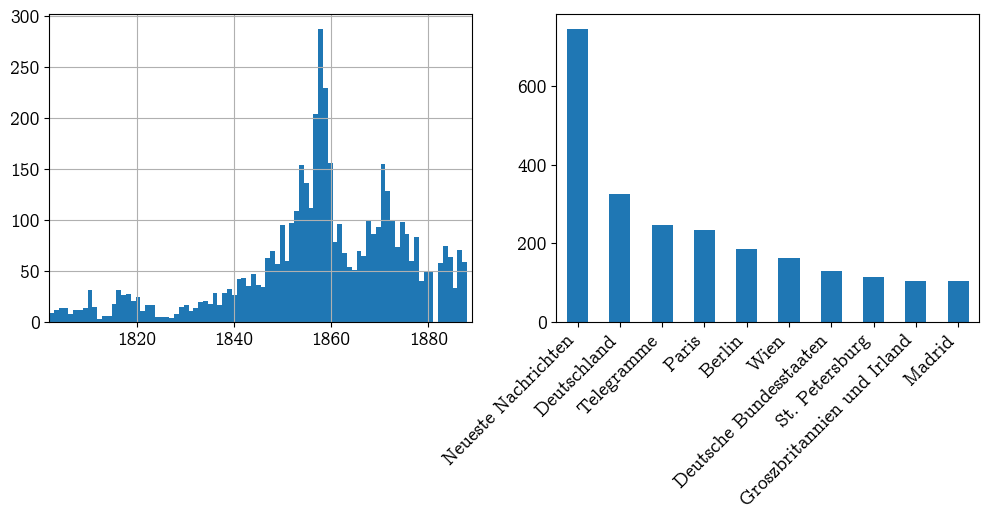 300
250
200
150
100
50
0
1820 1840 1860 1880
600
400
200
0
Neueste Nachrichten
Deutschland
Telegramme
Paris
Berlin
Wien
Deutsche Bundesstaaten
St. Petersburg
Groszbritannien und Irland
Madrid